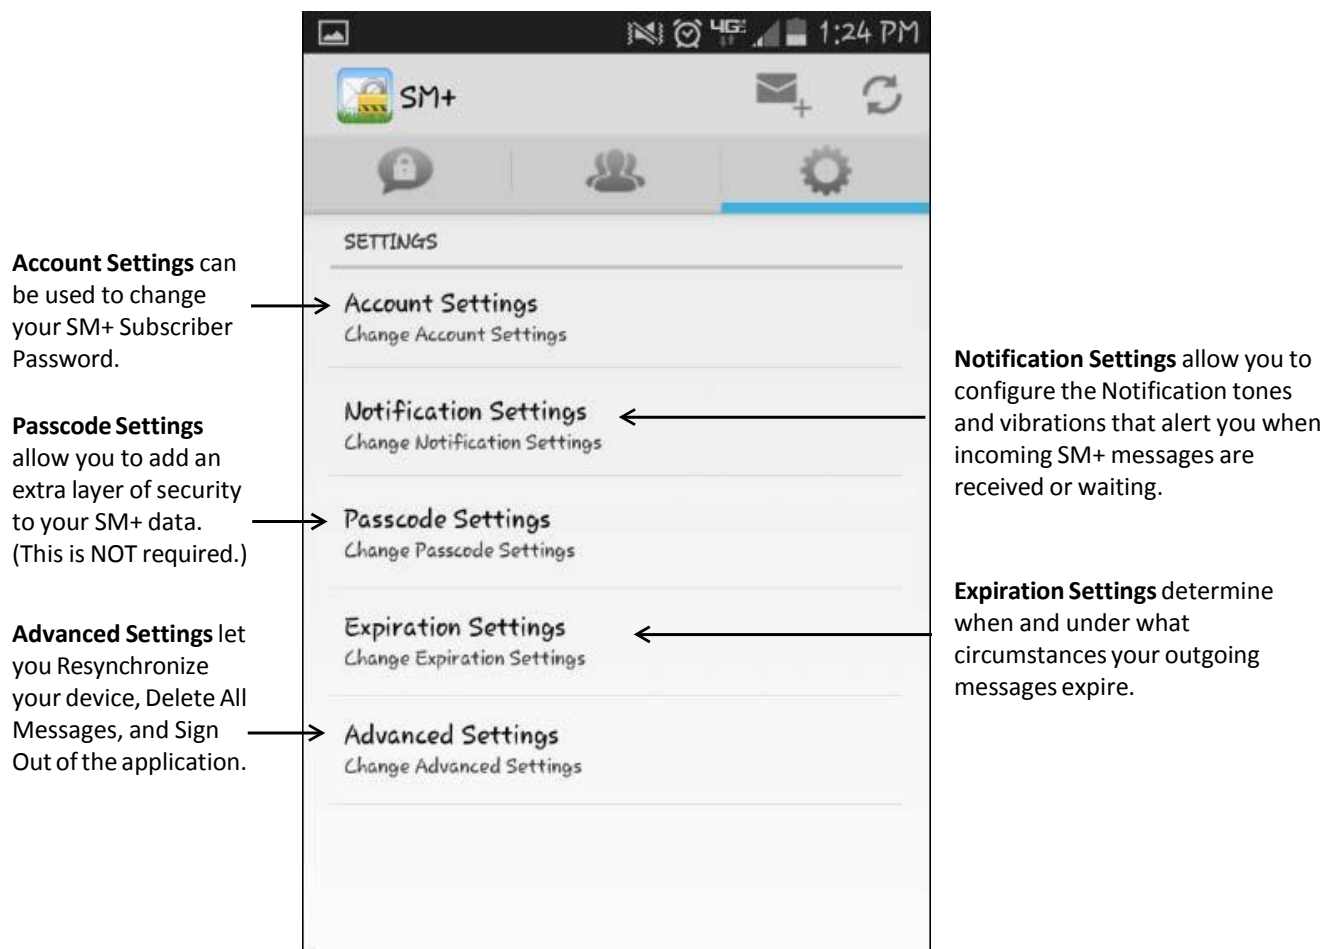 4GE 1:24 PM
SM+
SETTINGS
Account Settings
Change Account Settings
Notification Settings
Change Notification Settings
Passcode Settings
Change Passcode Settings
Expiration Settings
Change Expiration Settings
Advanced Settings
Change Advanced Settings
Account Settings can
be used to change
your SM+ Subscriber
Password.
Passcode Settings
allow you to add an
extra layer of security
to your SM+ data.
(This is NOT required.)
Advanced Settings let
you Resynchronize
your device, Delete All
Messages, and Sign
Out of the application.
Notification Settings allow you to
configure the Notification tones
and vibrations that alert you when
incoming SM+ messages are
received or waiting.
Expiration Settings determine
when and under what
circumstances your outgoing
messages expire.